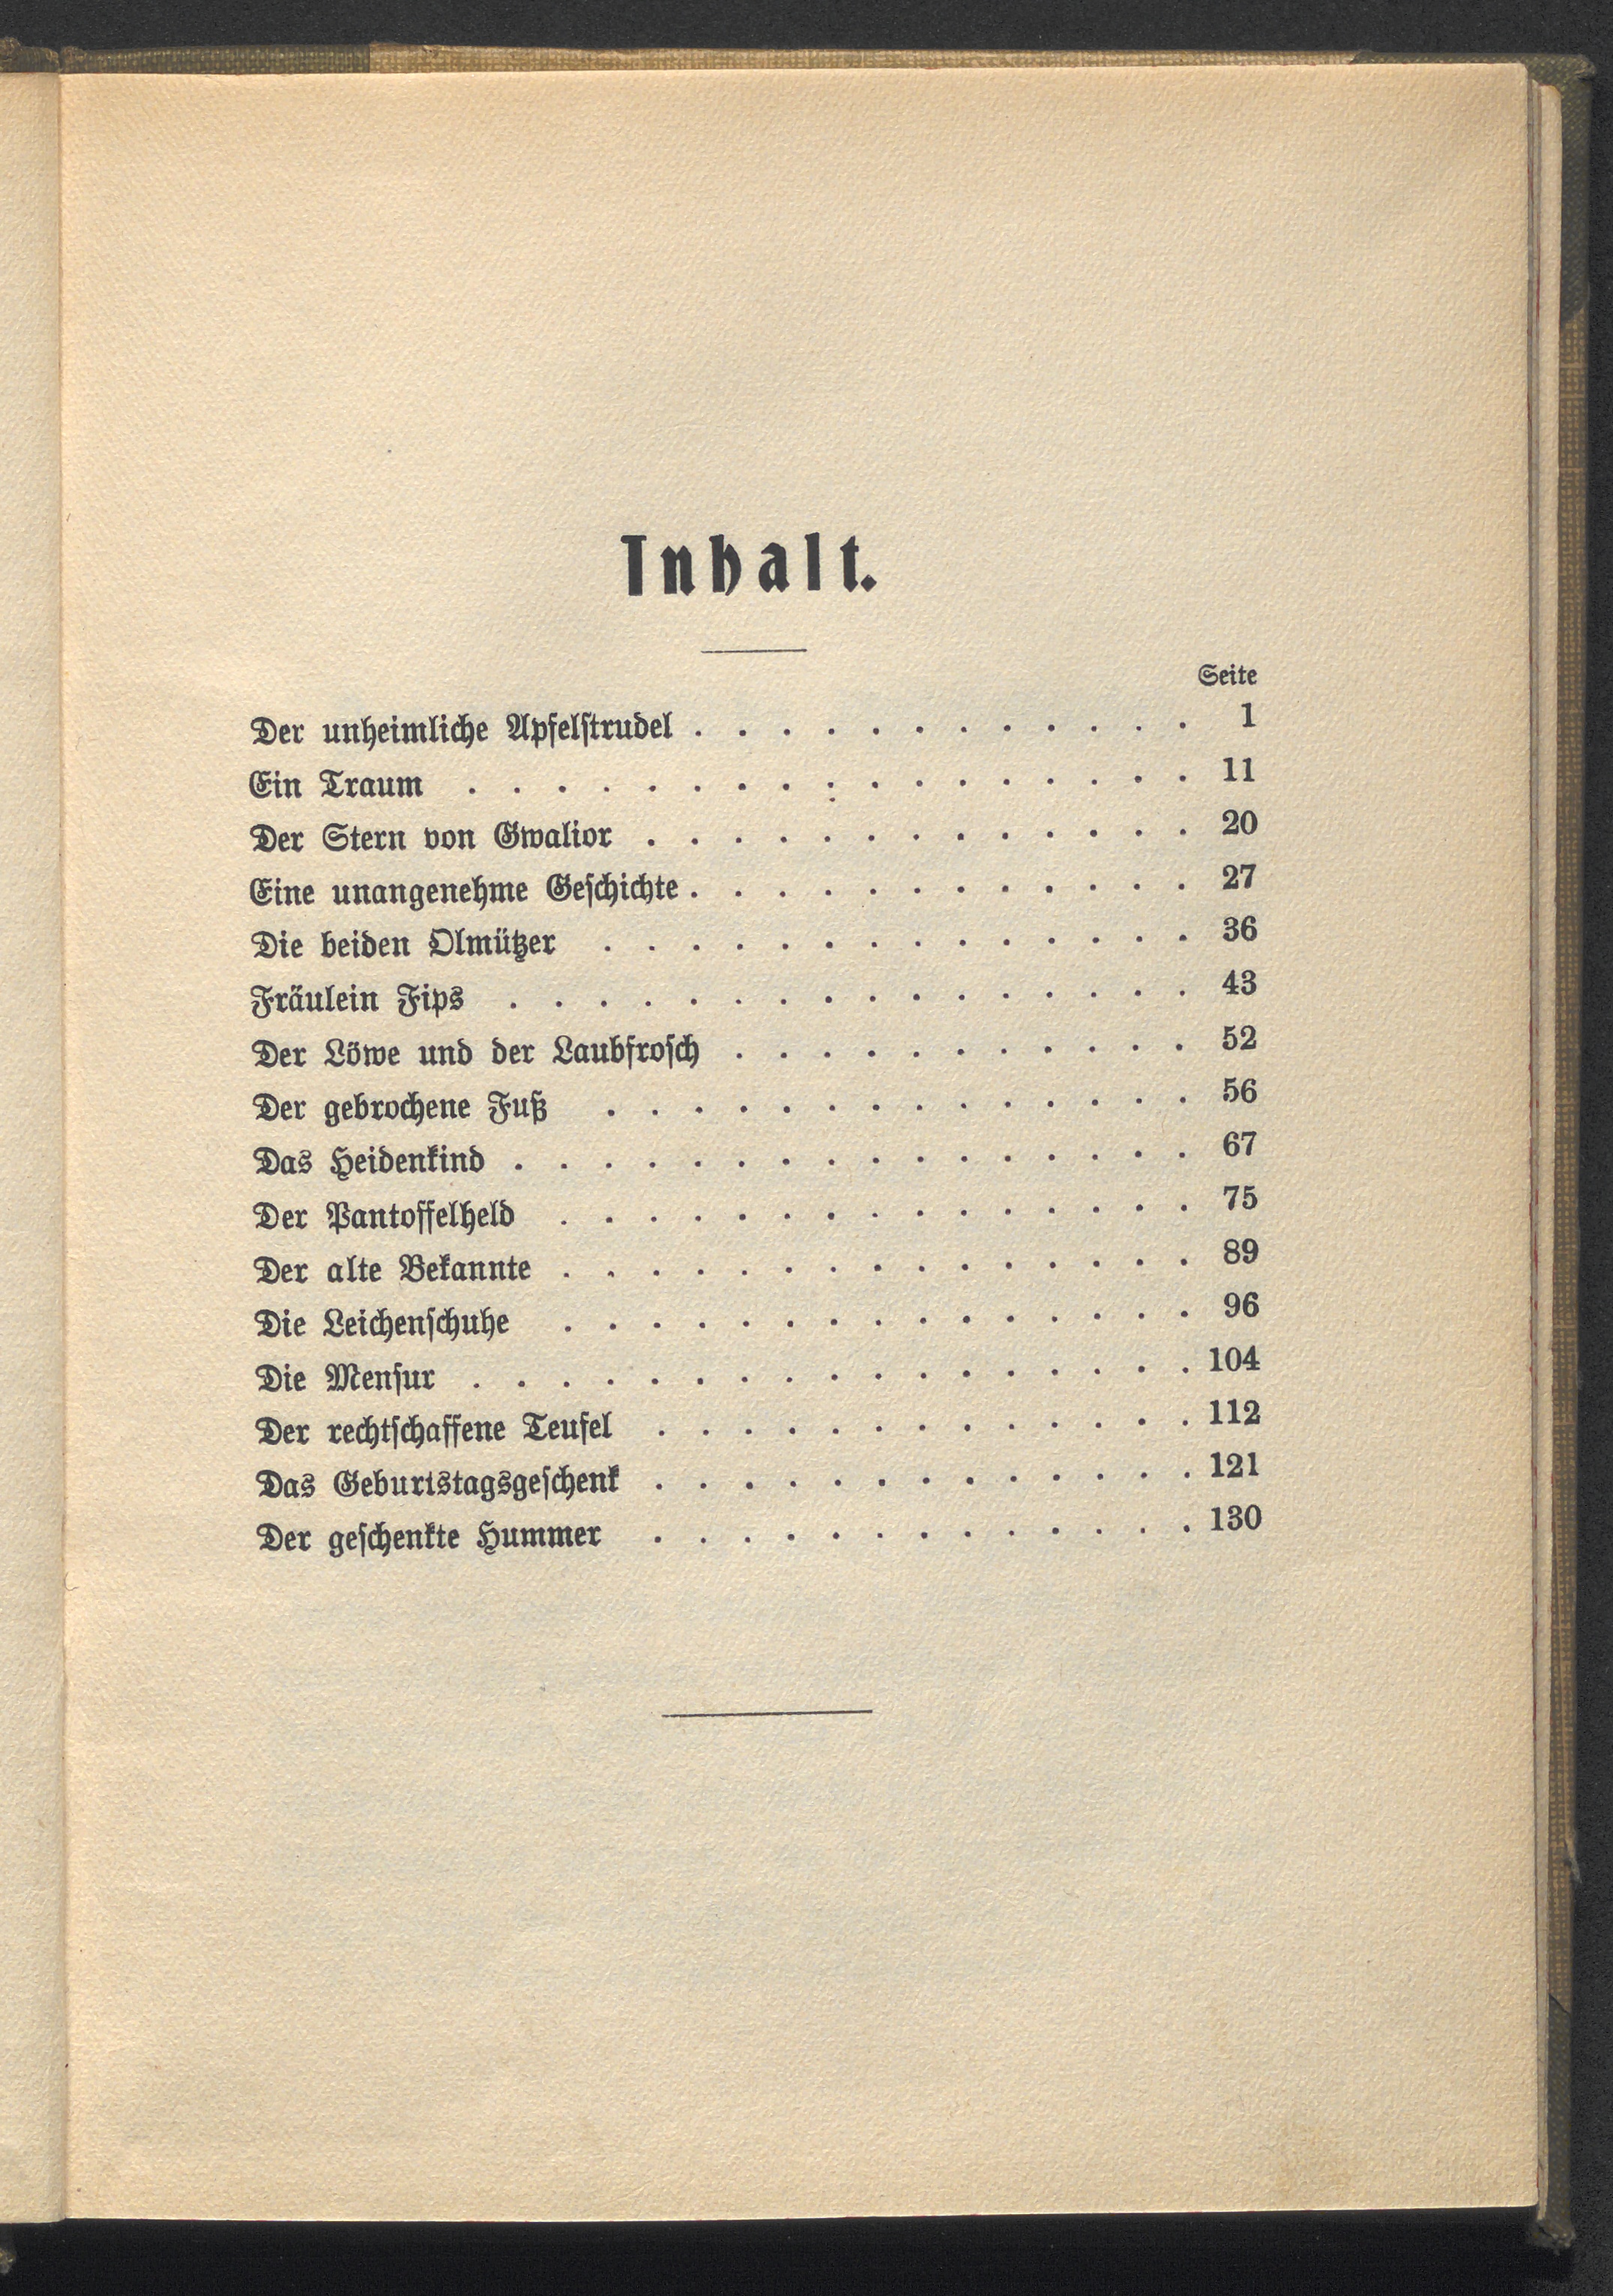 Inhalt.
Seite
Der unheimliche Apfelſtrudel . . . . . . . . . . . . 1
Ein Traum . . . . . . . . . . . . . . . . . 11
Der Stern von Gwalior . . . . . . . . . . . . . 20
Eine unangenehme Geſchichte . . . . . . . . . . . . 27
Die beiden Olmützer . . . . . . . . . . . . . . 36
Fräulein Fips . . . . . . . . . . . . . . . . 43
Der Löwe und der Laubfroſch . . . . . . . . . . . 52
Der gebrochene Fuß . . . . . . . . . . . . . . 56
Das Heidenkind . . . . . . . . . . . . . . . . 67
Der Pantoffelheld . . . . . . . . . . . . . . . 75
Der alte Bekannte . . . . . . . . . . . . . . . 89
Die Leichenſchuhe . . . . . . . . . . . . . . . 96
Die Menſur . . . . . . . . . . . . . . . . . 104
Der rechtſchaffene Teufel . . . . . . . . . . . . . 112
Das Geburtstagsgeſchenk . . . . . . . . . . . . . 121
Der geſchenkte Hummer . . . . . . . . . . . . . 130